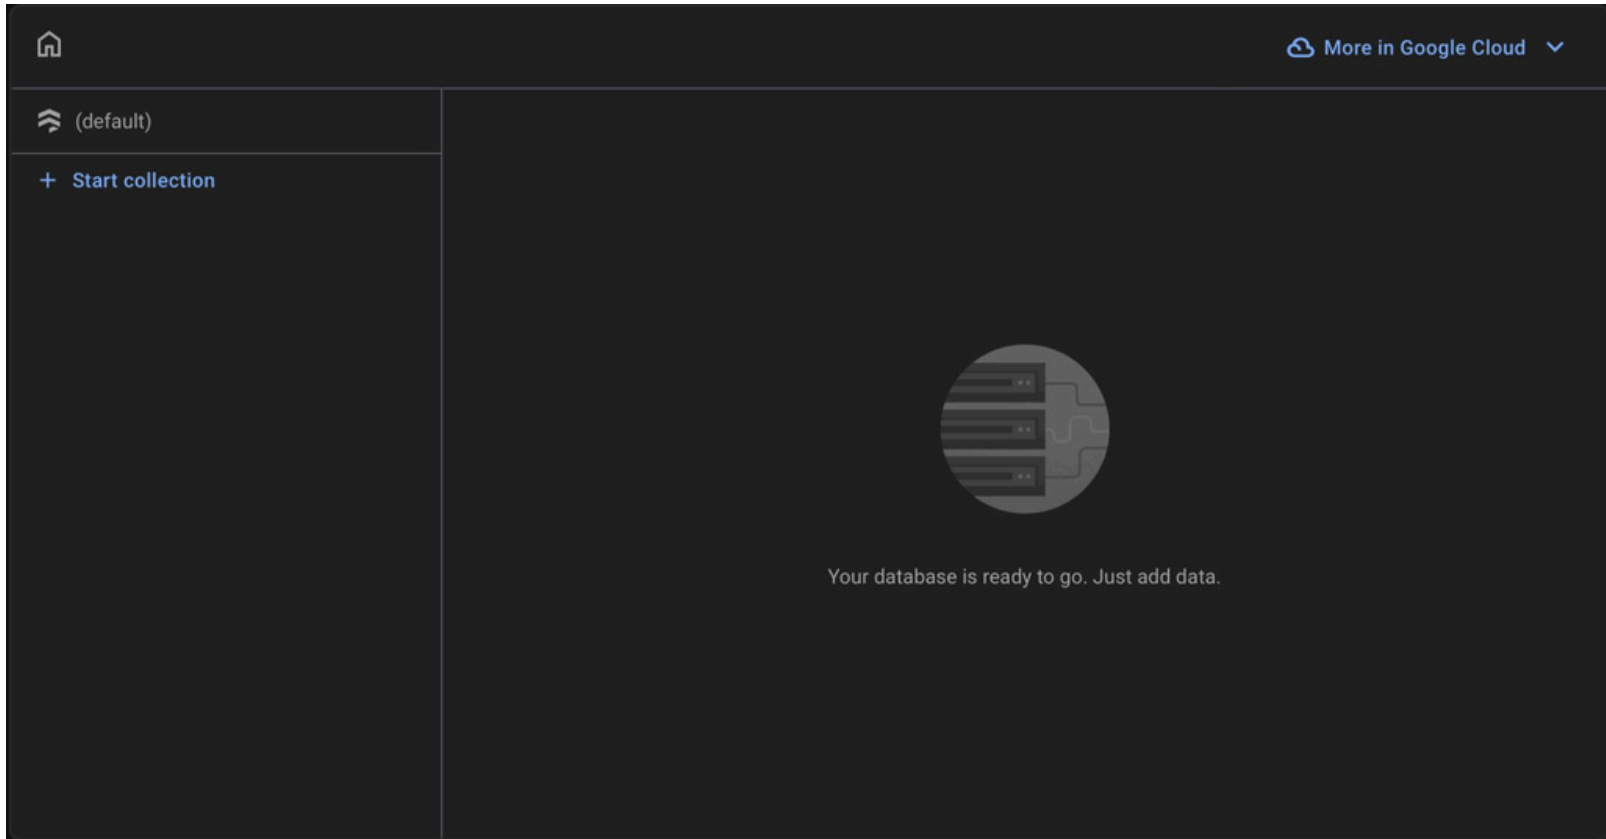 More in Google Cloud
(default)
+ Start collection
Your database is ready to go. Just add data.